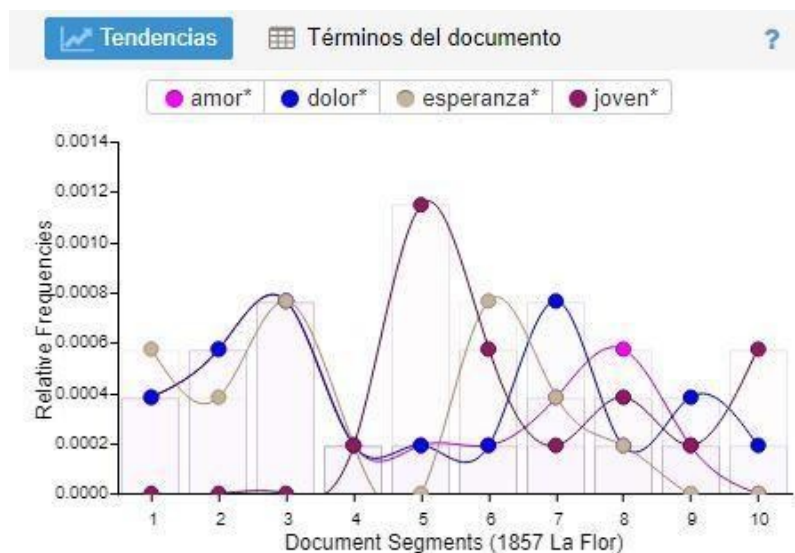 Tendencias Términos del documento ?
amor* dolor* esperanza* joven*
0.0014
0.0012
0.0010
0.0008
0.0006
0.0004
0.0002
0.0000
Relative Frequencies
1 2 3 4 5 6 7 8 9 10
Document Segments (1857 La Flor)